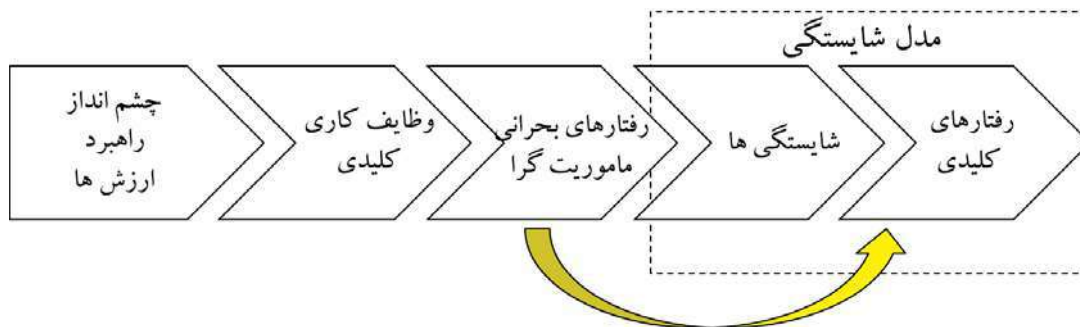 مدل شایستگی
چشم انداز
راهبرد
ارزش ها
وظایف کاری
کلیدی
رفتارهای بحرانی
ماموریت گرا
شایستگی ها
رفتارهای
کلیدی